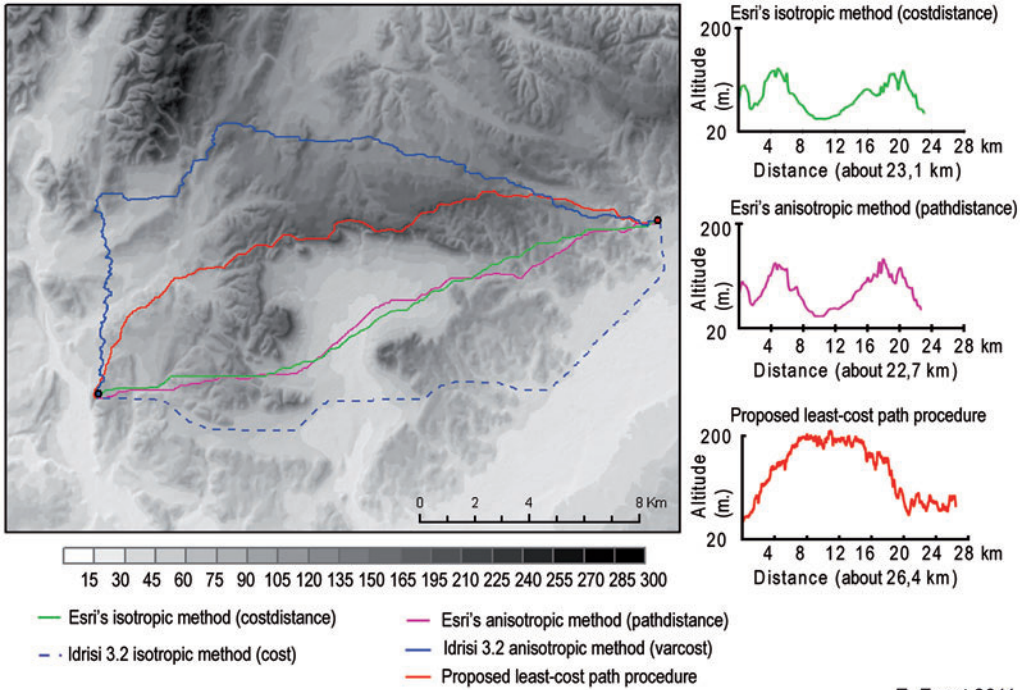 Esri's isotropic method (costdistance)
200
Altitude (m.)
20
4 8 12 16 20 24 28 km
Distance (about 23,1 km)
Esri's anisotropic method (pathdistance)
200
Altitude (m.)
20
4 8 12 16 20 24 28 km
Distance (about 22,7 km)
Proposed least-cost path procedure
200
Altitude (m.)
20
4 8 12 16 20 24 28 km
Distance (about 26,4 km)
0 2 4 8 Km
15 30 45 60 75 90 105 120 135 150 165 195 210 225 240 255 270 285 300
Esri's isotropic method (costdistance)
Idrisi 3.2 isotropic method (cost)
Esri's anisotropic method (pathdistance)
Idrisi 3.2 anisotropic method (varcost)
Proposed least-cost path procedure